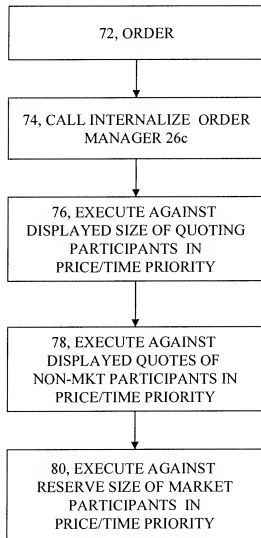 72, ORDER
74, CALL INTERNALIZE ORDER
MANAGER 26c
76, EXECUTE AGAINST
DISPLAYED SIZE OF QUOTING
PARTICIPANTS IN
PRICE/TIME PRIORITY
78, EXECUTE AGAINST
DISPLAYED QUOTES OF
NON-MKT PARTICIPANTS IN
PRICE/TIME PRIORITY
80, EXECUTE AGAINST
RESERVE SIZE OF MARKET
PARTICIPANTS IN
PRICE/TIME PRIORITY